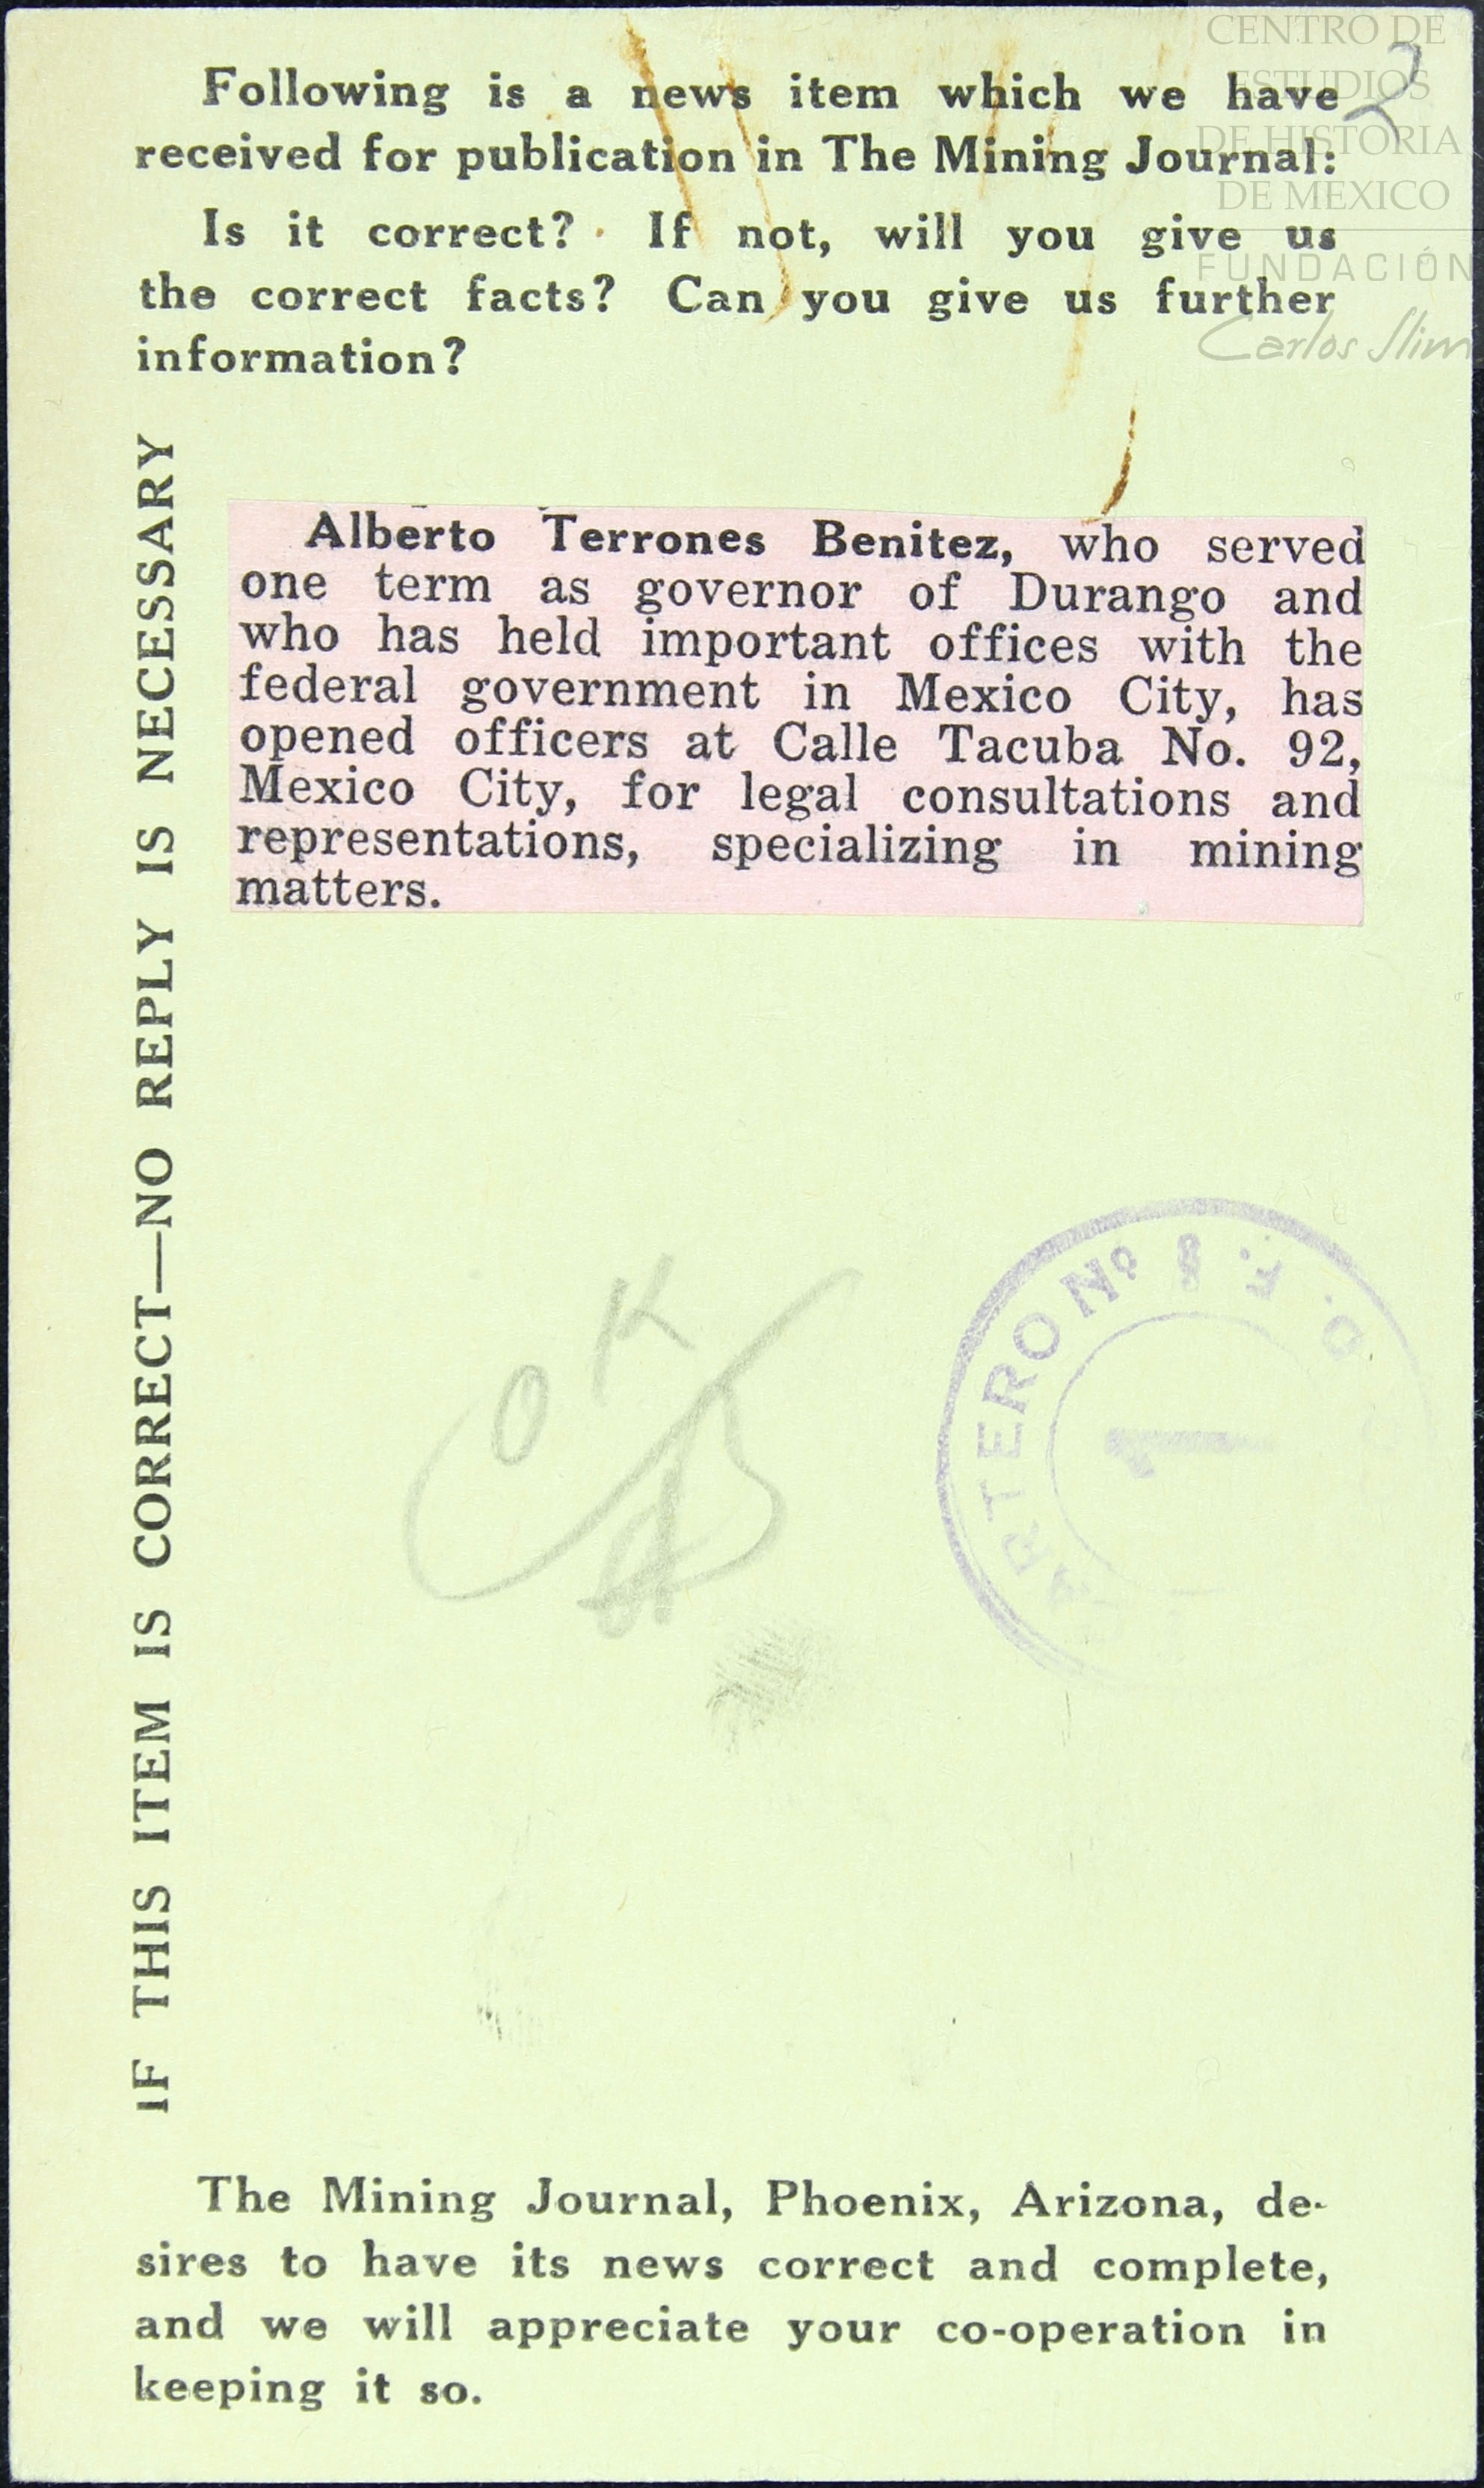 CENTRO DE
ESTUDIOS
DE HISTORIA
DE MEXICO
FUNDACIÓN
Carlos Slim
2
Following is a news item which we have
received for publication in The Mining Journal:
Is it correct? If not, will you give us
the correct facts? Can you give us further
information?
IF THIS ITEM IS CORRECT—NO REPLY IS NECESSARY
Alberto Terrones Benitez, who served
one term as governor of Durango and
who has held important offices with the
federal government in Mexico City, has
opened officers at Calle Tacuba No. 92,
Mexico City, for legal consultations and
representations, specializing in mining
matters.
OK
ARTERO Nº 8 F. D.
The Mining Journal, Phoenix, Arizona, de-
sires to have its news correct and complete,
and we will appreciate your co-operation in
keeping it so.